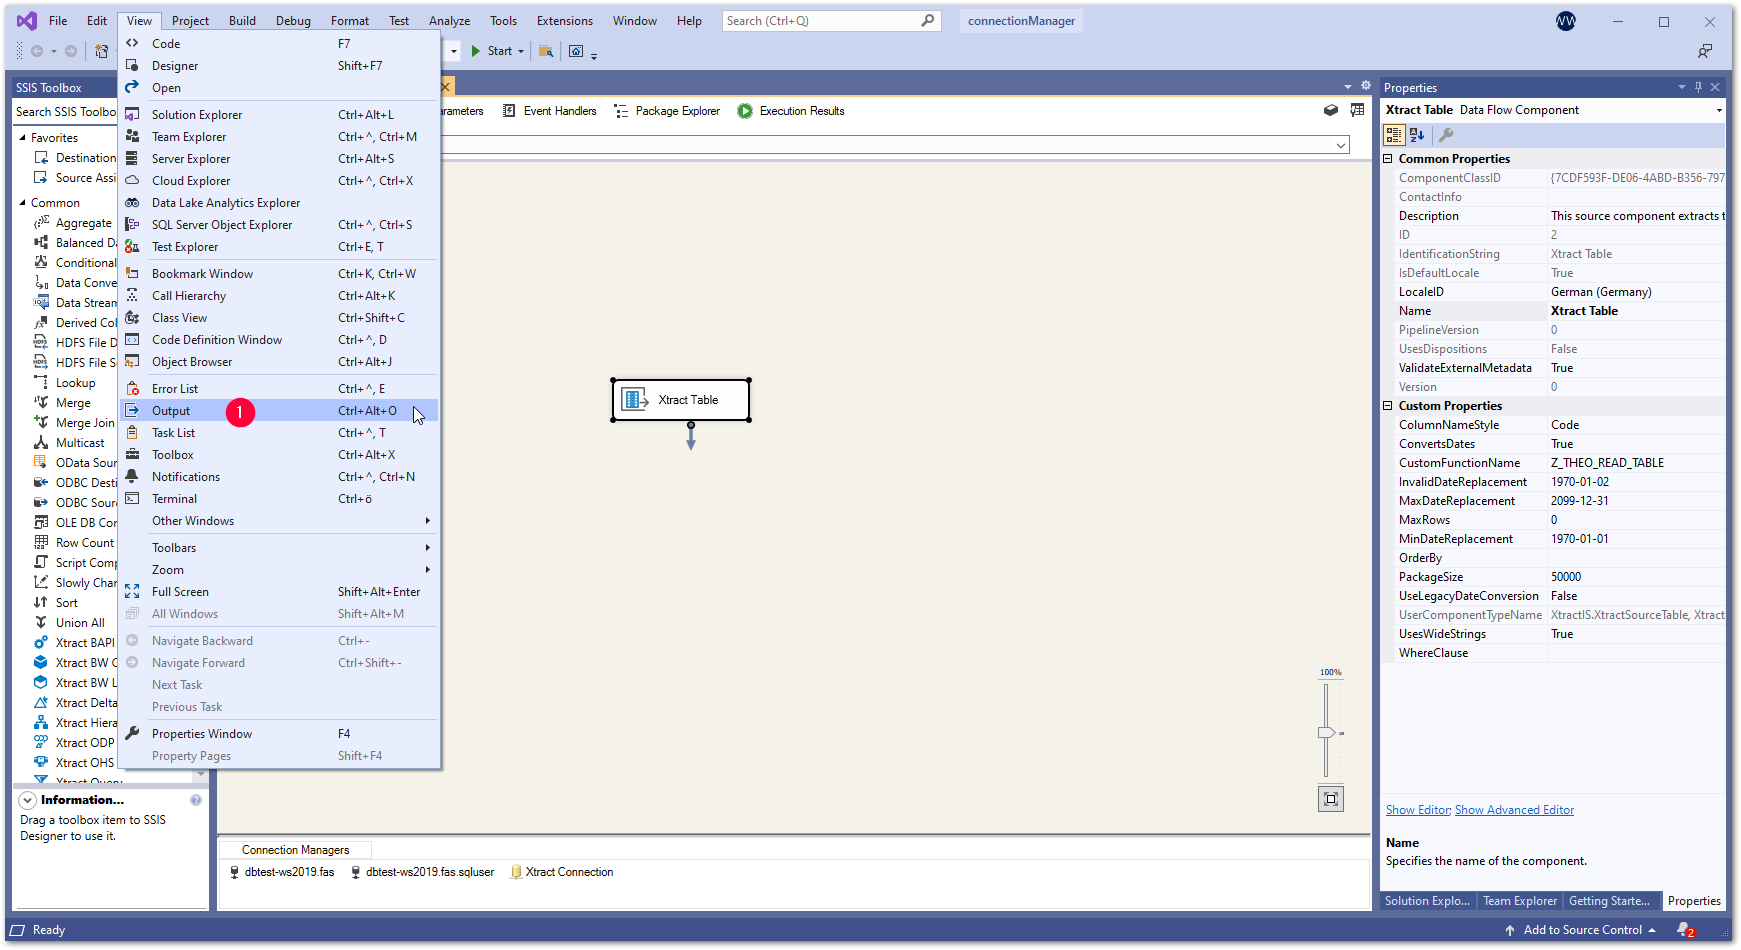 File Edit View Project Build Debug Format Test Analyze Tools Extensions Window Help Search (Ctrl+Q) connectionManager WW
Start
Code F7
Designer Shift+F7
Open
Solution Explorer Ctrl+Alt+L
Team Explorer Ctrl+^, Ctrl+M
Server Explorer Ctrl+Alt+S
Cloud Explorer Ctrl+^, Ctrl+X
Data Lake Analytics Explorer
SQL Server Object Explorer Ctrl+^, Ctrl+S
Test Explorer Ctrl+E, T
Bookmark Window Ctrl+K, Ctrl+W
Call Hierarchy Ctrl+Alt+K
Class View Ctrl+Shift+C
Code Definition Window Ctrl+^, D
Object Browser Ctrl+Alt+J
Error List Ctrl+^, E
Output 1 Ctrl+Alt+O
Task List Ctrl+^, T
Toolbox Ctrl+Alt+X
Notifications Ctrl+^, Ctrl+N
Terminal Ctrl+ö
Other Windows
Toolbars
Zoom
Full Screen Shift+Alt+Enter
All Windows Shift+Alt+M
Navigate Backward Ctrl+-
Navigate Forward Ctrl+Shift+-
Next Task
Previous Task
Properties Window F4
Property Pages Shift+F4
SSIS Toolbox
Search SSIS Toolbo
Favorites
Destination
Source Assi
Common
Aggregate
Balanced Da
Conditional
Data Conve
Data Stream
Derived Col
HDFS File D
HDFS File S
Lookup
Merge
Merge Join
Multicast
OData Sour
ODBC Desti
ODBC Sour
OLE DB Cor
Row Count
Script Comp
Slowly Char
Sort
Union All
Xtract BAPI
Xtract BW C
Xtract BW L
Xtract Delta
Xtract Hiera
Xtract ODP
Xtract OHS
Xtract Query
Information...
Drag a toolbox item to SSIS
Designer to use it.
arameters Event Handlers Package Explorer Execution Results
Xtract Table
100%
Connection Managers
dbtest-ws2019.fas dbtest-ws2019.fas.sqluser Xtract Connection
Properties
Xtract Table Data Flow Component
Common Properties
ComponentClassID {7CDF593F-DE06-4ABD-B356-797
ContactInfo
Description This source component extracts t
ID 2
IdentificationString Xtract Table
IsDefaultLocale True
LocaleID German (Germany)
Name Xtract Table
PipelineVersion 0
UsesDispositions False
ValidateExternalMetadata True
Version 0
Custom Properties
ColumnNameStyle Code
ConvertsDates True
CustomFunctionName Z_THEO_READ_TABLE
InvalidDateReplacement 1970-01-02
MaxDateReplacement 2099-12-31
MaxRows 0
MinDateReplacement 1970-01-01
OrderBy
PackageSize 50000
UseLegacyDateConversion False
UserComponentTypeName XtractIS.XtractSourceTable, Xtract
UsesWideStrings True
WhereClause
Show Editor, Show Advanced Editor
Name
Specifies the name of the component.
Solution Explo... Team Explorer Getting Starte... Properties
Ready Add to Source Control 2